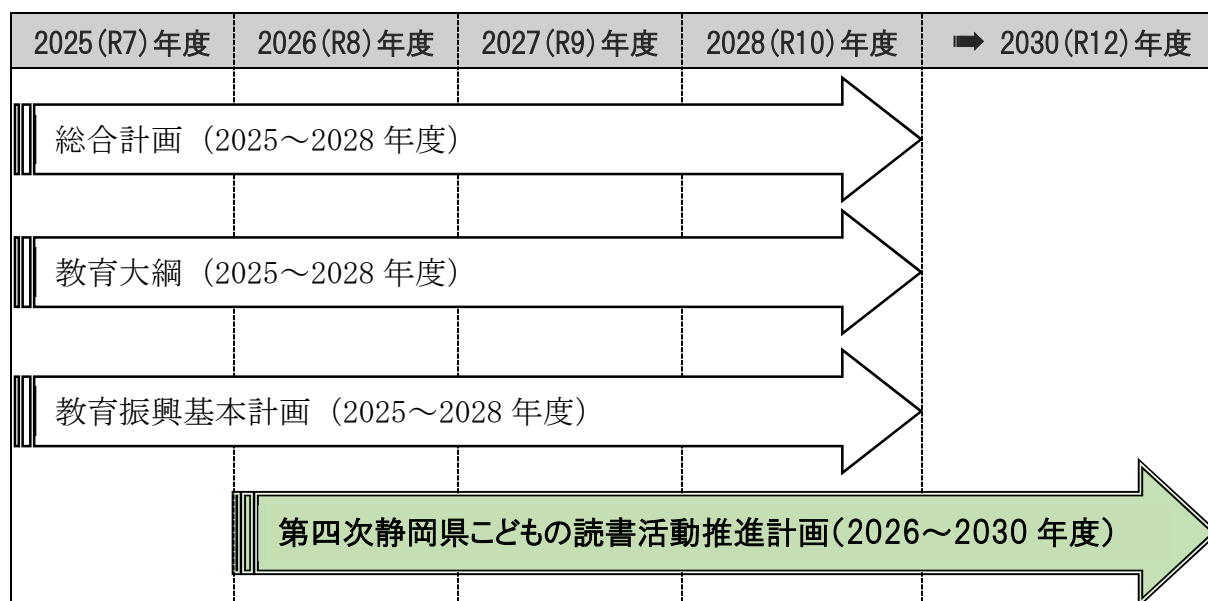 2025(R7)年度 2026(R8)年度 2027(R9)年度 2028(R10)年度 ➠ 2030(R12)年度
総合計画（2025～2028 年度）
教育大綱（2025～2028 年度）
教育振興基本計画（2025～2028 年度）
第四次静岡県こどもの読書活動推進計画（2026～2030 年度）